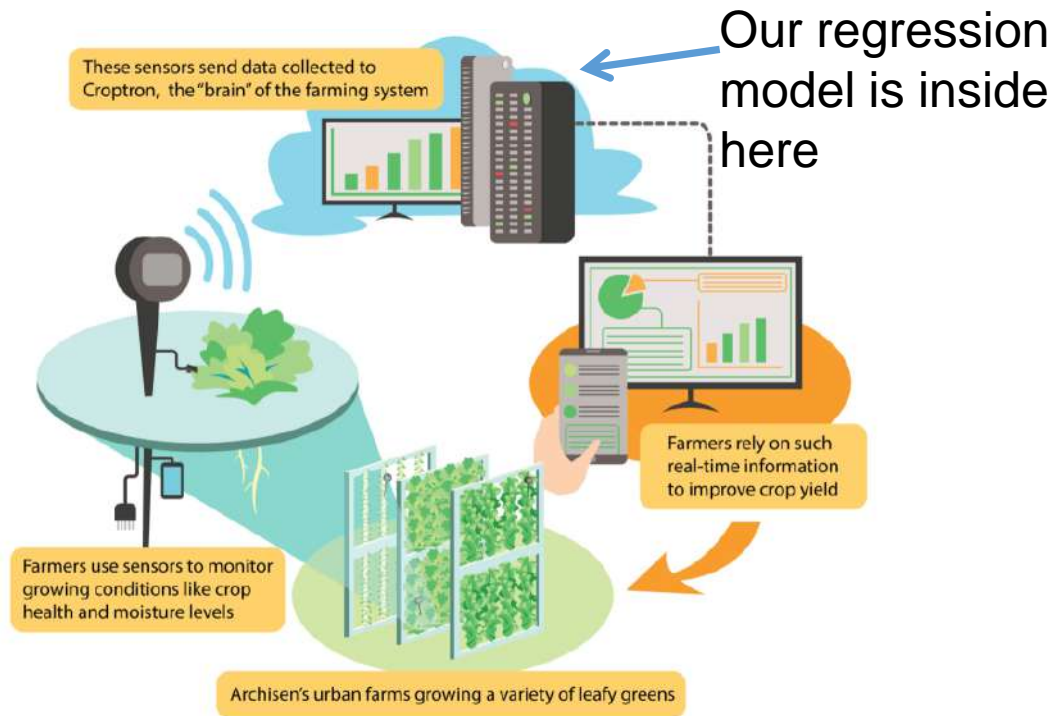 Our regression
model is inside
here
These sensors send data collected to
Croptron, the "brain" of the farming system
Farmers rely on such
real-time information
to improve crop yield
Farmers use sensors to monitor
growing conditions like crop
health and moisture levels
Archisen's urban farms growing a variety of leafy greens